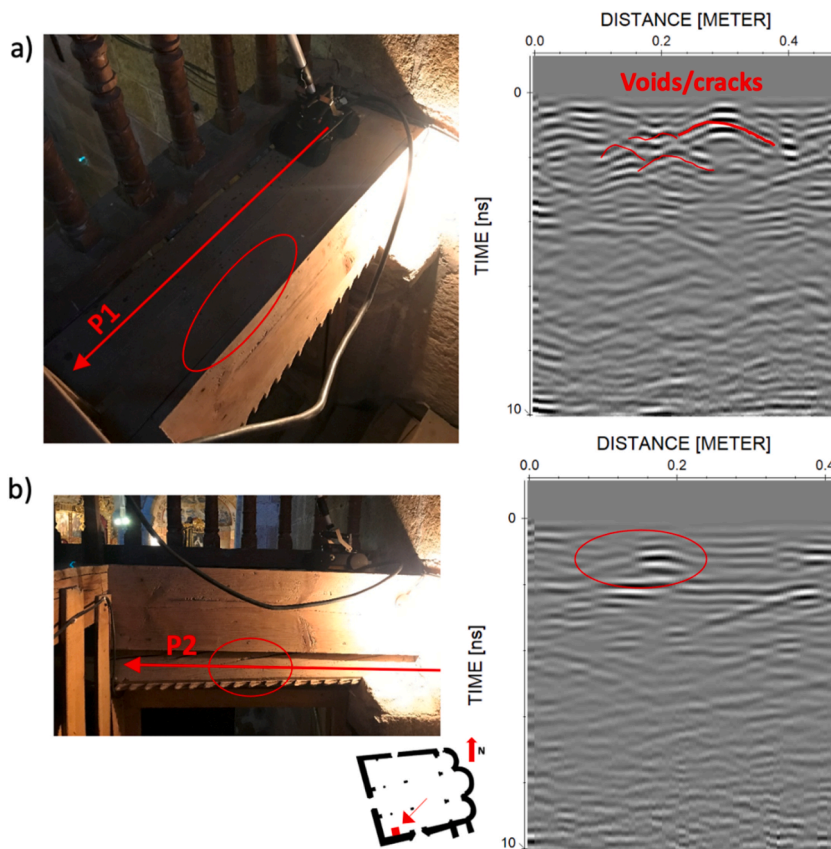 a)
P1
DISTANCE [METER]
0.0 0.2 0.4
Voids/cracks
0
TIME [ns]
10
b)
P2
N
DISTANCE [METER]
0.0 0.2 0.4
0
TIME [ns]
10